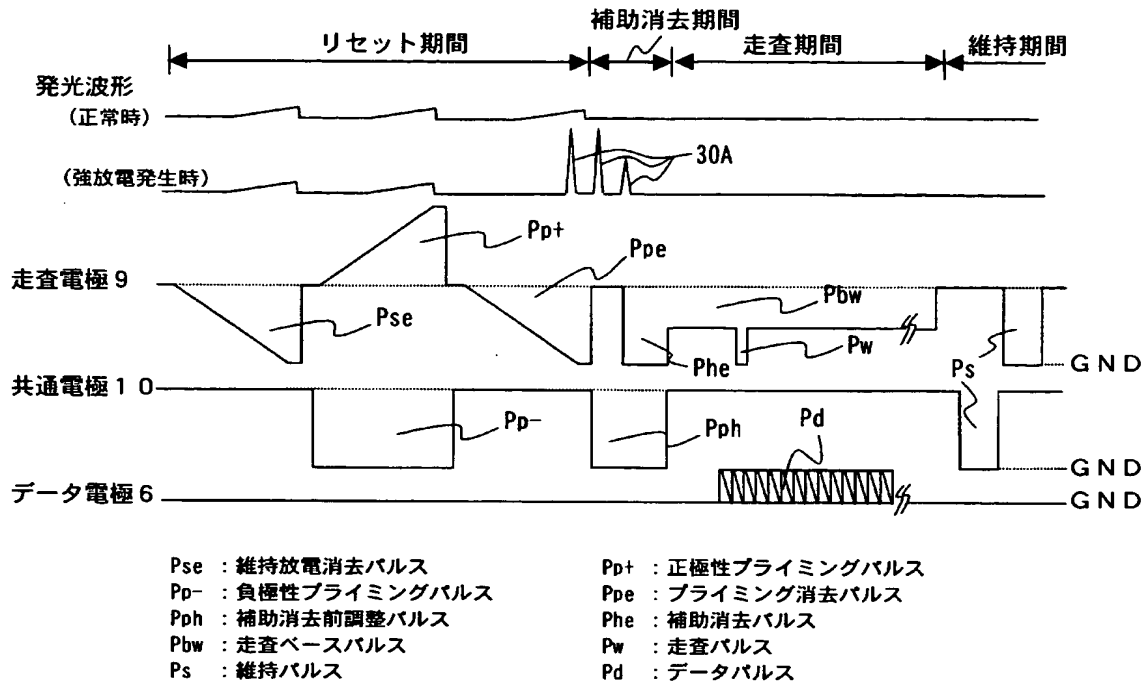 補助消去期間
リセット期間
走査期間
維持期間
発光波形
(正常時)
(強放電発生時)
30A
Pp+
Ppe
走査電極9
Pse
Pbw
Phe
Pw
Ps
GND
共通電極10
Pp-
Pph
Pd
GND
データ電極6
GND
Pse :維持放電消去パルス
Pp+ :正極性プライミングパルス
Pp- :負極性プライミングパルス
Ppe :プライミング消去パルス
Pph :補助消去前調整パルス
Phe :補助消去パルス
Pbw :走査ベースパルス
Pw :走査パルス
Ps :維持パルス
Pd :データパルス